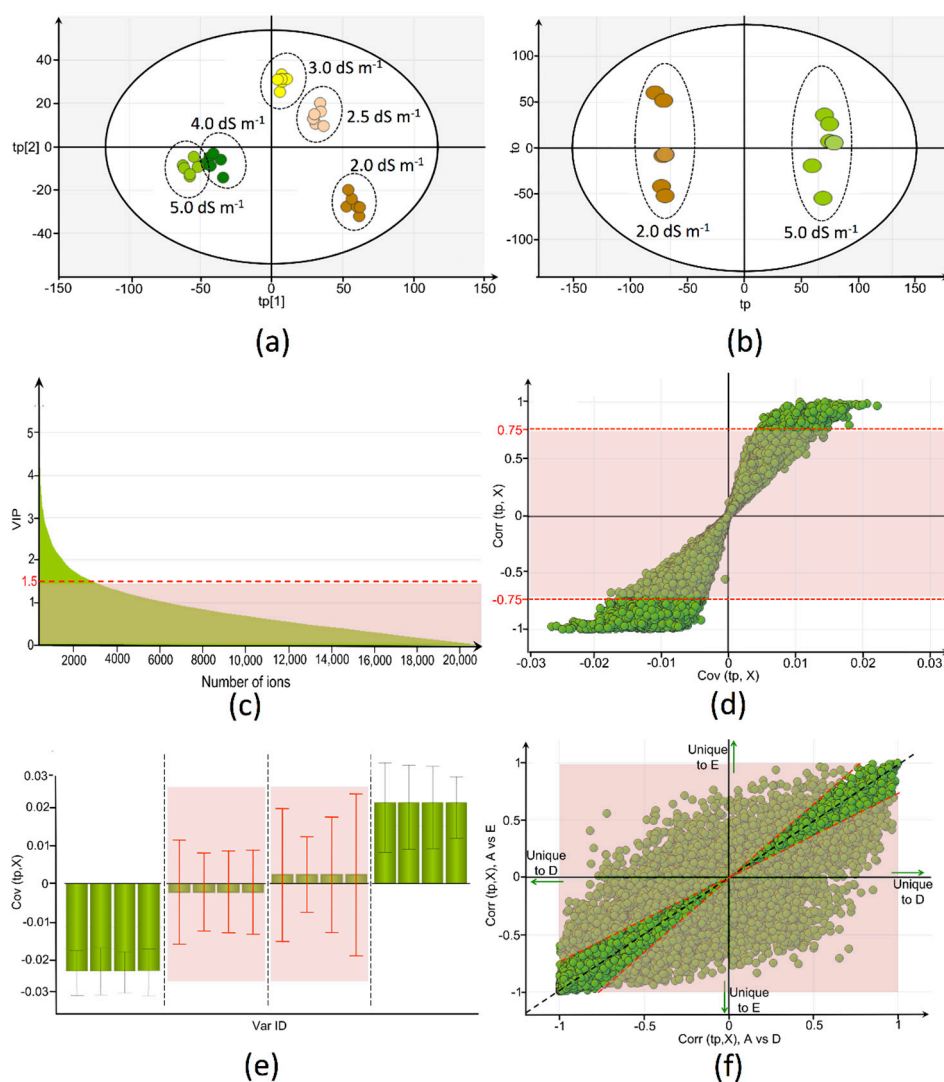 40
20
tp[2] 0
-20
-40
-150 -100 -50 0 50 100 150
tp[1]
3.0 dS m-1
2.5 dS m-1
4.0 dS m-1
5.0 dS m-1
2.0 dS m-1
(a)
100
50
to 0
-50
-100
-150 -100 -50 0 50 100 150
tp
2.0 dS m-1
5.0 dS m-1
(b)
5
4
3
2
1.5
1
0
VIP
2000 4000 6000 8000 10,000 12,000 14,000 16,000 18,000 20,000
Number of ions
(c)
1
0.75
0.5
0
-0.5
-0.75
-1
Corr (tp, X)
-0.03 -0.02 -0.01 0 0.01 0.02 0.03
Cov (tp, X)
(d)
0.03
0.02
0.01
0
-0.01
-0.02
-0.03
Cov (tp,X)
Var ID
(e)
1
0.5
0
-0.5
-1
Corr (tp,X), A vs E
Unique
to E
Unique
to D
Unique
to D
Unique
to E
-1 -0.5 0 0.5 1
Corr (tp,X), A vs D
(f)